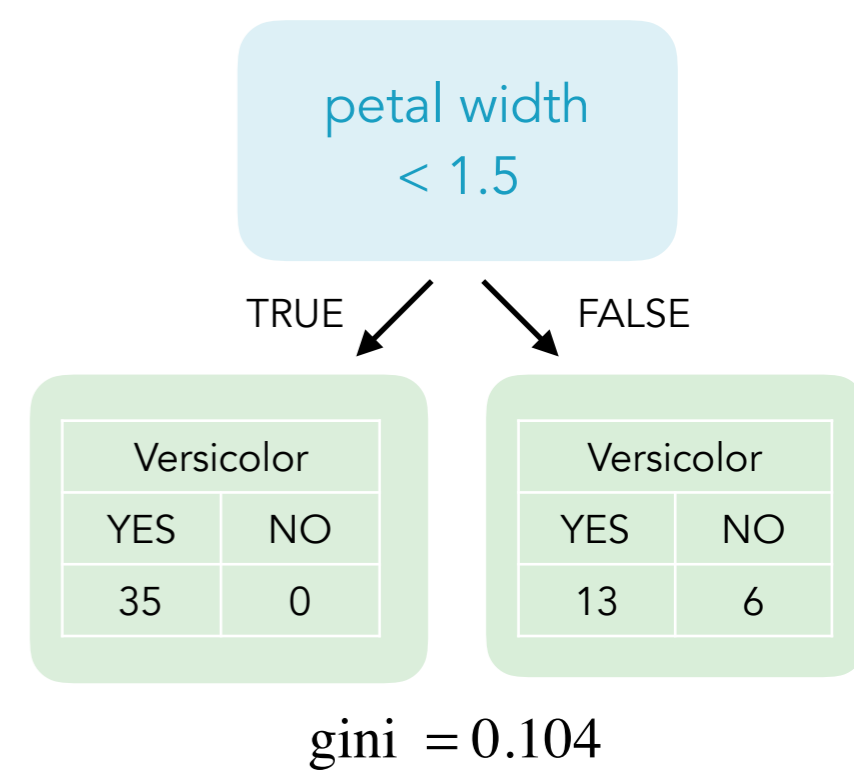 petal width
< 1.5
TRUE FALSE
Versicolor Versicolor
YES NO YES NO
35 0 13 6
gini = 0.104